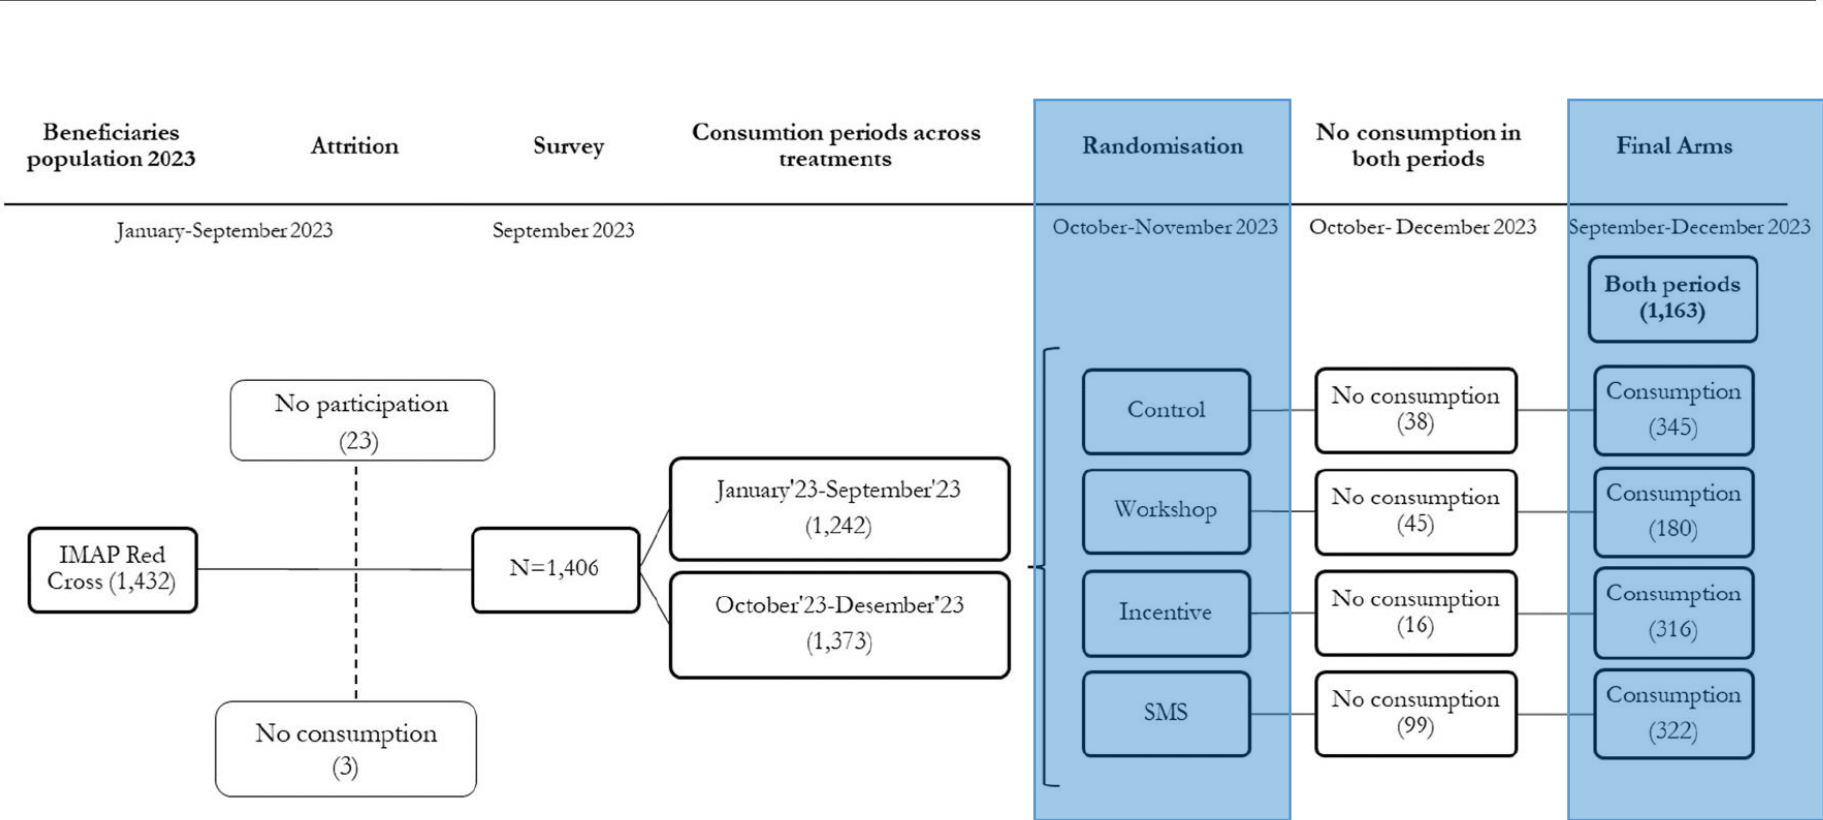 Beneficiaries
population 2023
Attrition
Survey
Consumtion periods across
treatments
Randomisation
No consumption in
both periods
Final Arms
January-September 2023
September 2023
October-November 2023
October- December 2023
September-December 2023
Both periods
(1,163)
No participation
(23)
IMAP Red
Cross (1,432)
No consumption
(3)
N=1,406
January'23-September'23
(1,242)
October'23-Desember'23
(1,373)
Control
No consumption
(38)
Consumption
(345)
Workshop
No consumption
(45)
Consumption
(180)
Incentive
No consumption
(16)
Consumption
(316)
SMS
No consumption
(99)
Consumption
(322)